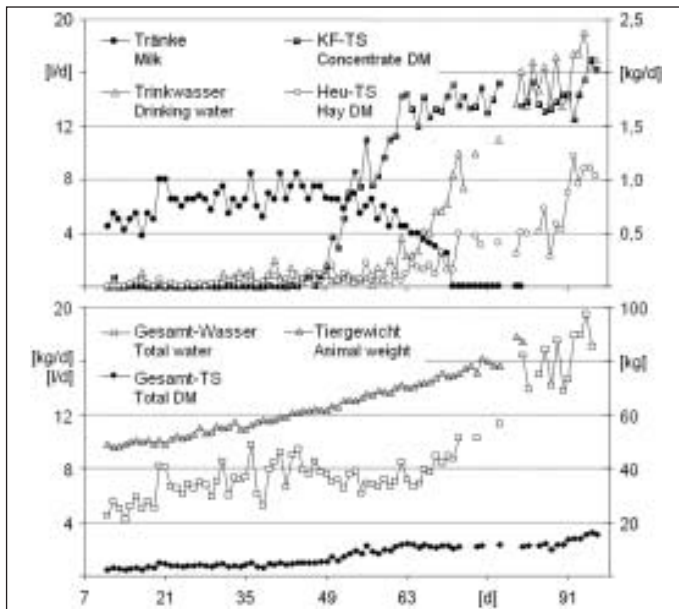 20
2,5
Tränke
Milk
KF-TS
Concentrate DM
[l/d]
[kg/d]
16
2,0
Trinkwasser
Drinking water
Heu-TS
Hay DM
12
1,5
8
1,0
4
0,5
20
100
Gesamt-Wasser
Total water
Tiergewicht
Animal weight
[kg/d]
[l/d]
[kg]
16
80
Gesamt-TS
Total DM
12
60
8
40
4
20
7
21
35
49
63
[d]
91